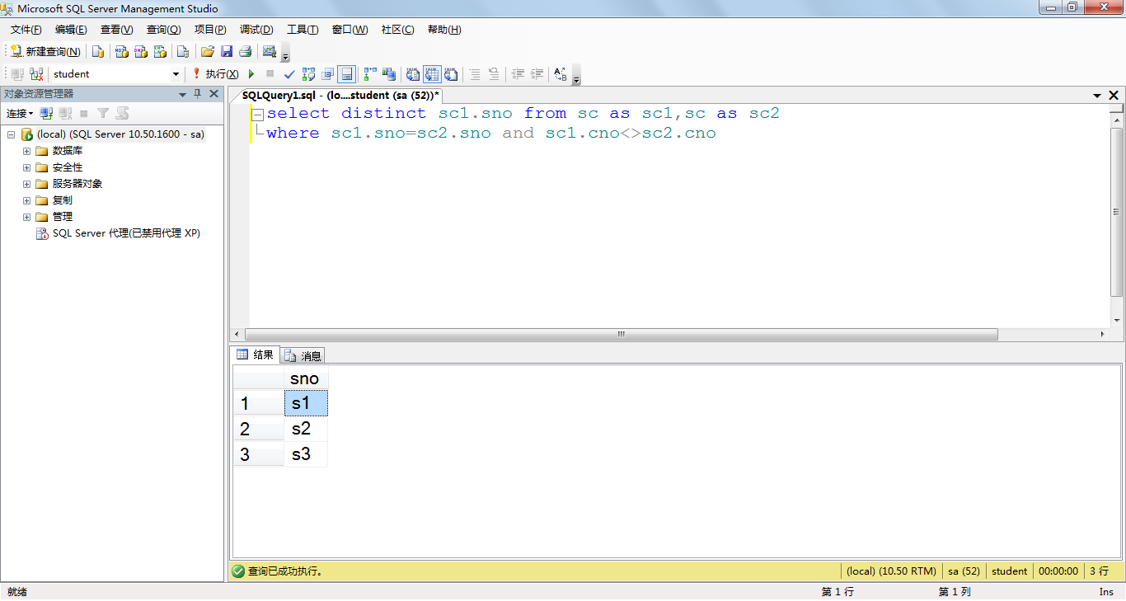 Microsoft SQL Server Management Studio
文件(F) 编辑(E) 查看(V) 查询(Q) 项目(P) 调试(D) 工具(T) 窗口(W) 社区(C) 帮助(H)
新建查询(N)
student 执行(X)
对象资源管理器
连接
(local) (SQL Server 10.50.1600 - sa)
数据库
安全性
服务器对象
复制
管理
SQL Server 代理(已禁用代理 XP)
SQLQuery1.sql - (lo....student (sa (52))*
select distinct sc1.sno from sc as sc1,sc as sc2
where sc1.sno=sc2.sno and sc1.cno<>sc2.cno
结果 消息
sno
1 s1
2 s2
3 s3
查询已成功执行。 (local) (10.50 RTM) sa (52) student 00:00:00 3 行
就绪 第 1 行 第 1 列 Ins